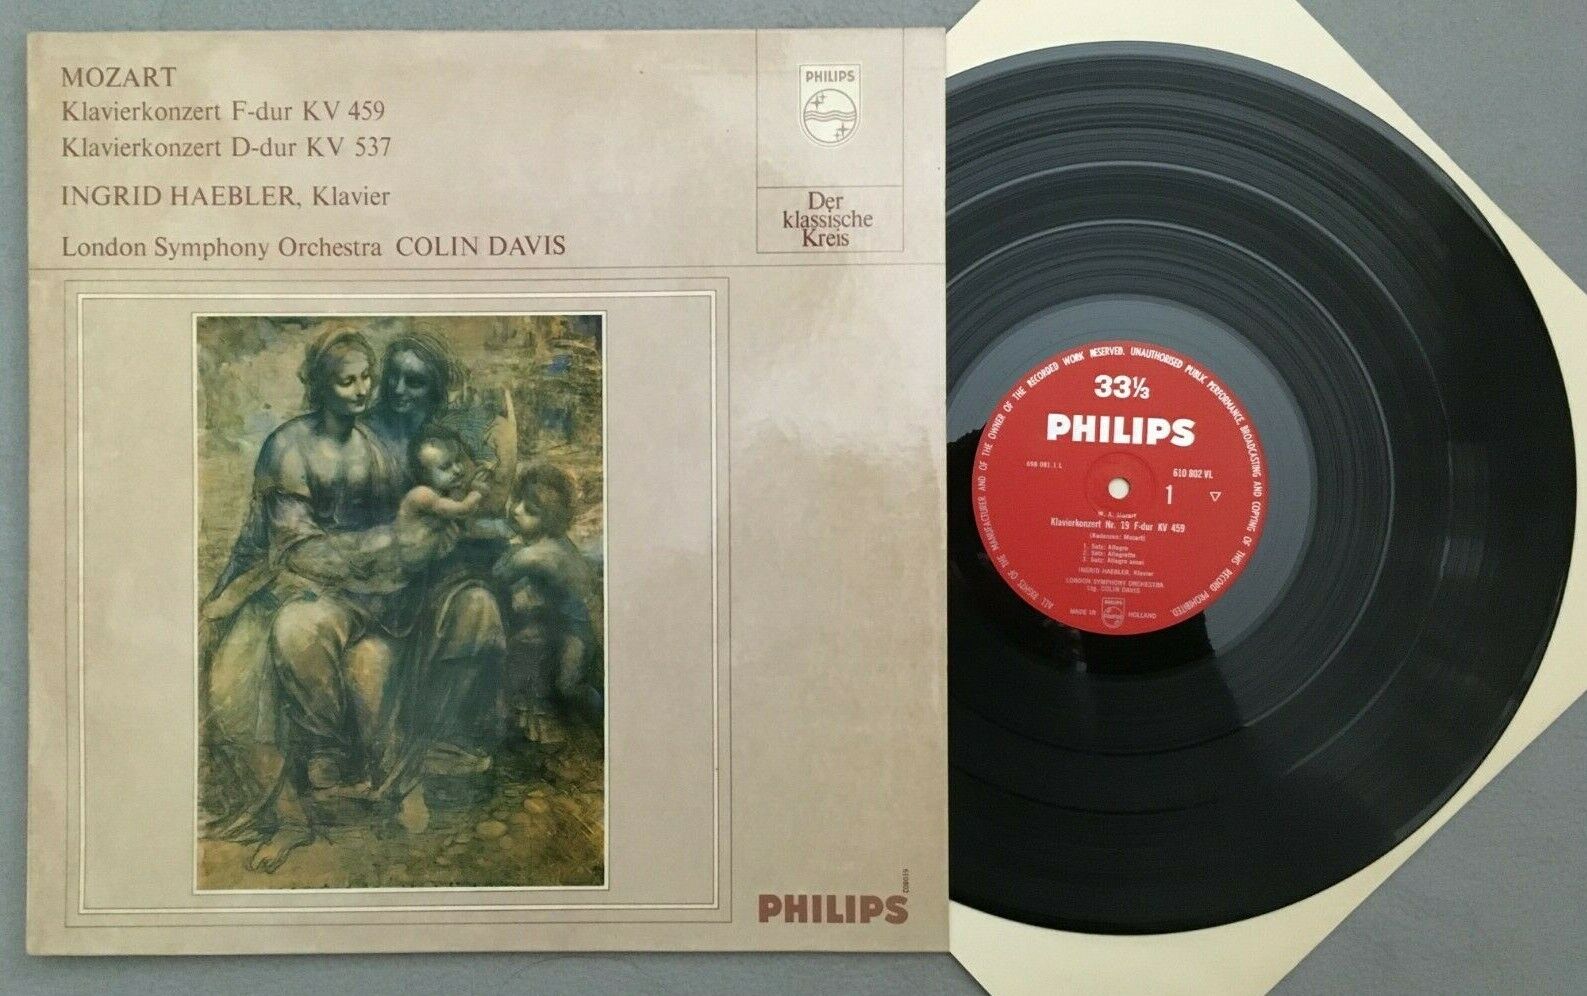 MOZART
Klavierkonzert F-dur KV 459
Klavierkonzert D-dur KV 537
INGRID HAEBLER, Klavier
London Symphony Orchestra COLIN DAVIS
PHILIPS
Der
klassische
Kreis
PHILIPS
ALL RIGHTS OF THE MANUFACTURER AND OF THE OWNER OF THE RECORDED WORK RESERVED. UNAUTHORISED PUBLIC PERFORMANCE, BROADCASTING AND COPYING OF THIS RECORD PROHIBITED.
33⅓
PHILIPS
698 081.1 L
610 802 VL
1
W. A. Mozart
Klavierkonzert Nr. 19 F-dur KV 459
(Kadenzen: Mozart)
1. Satz: Allegro
2. Satz: Allegretto
3. Satz: Allegro assai
INGRID HAEBLER, Klavier
LONDON SYMPHONY ORCHESTRA
Ltg. COLIN DAVIS
MADE IN HOLLAND